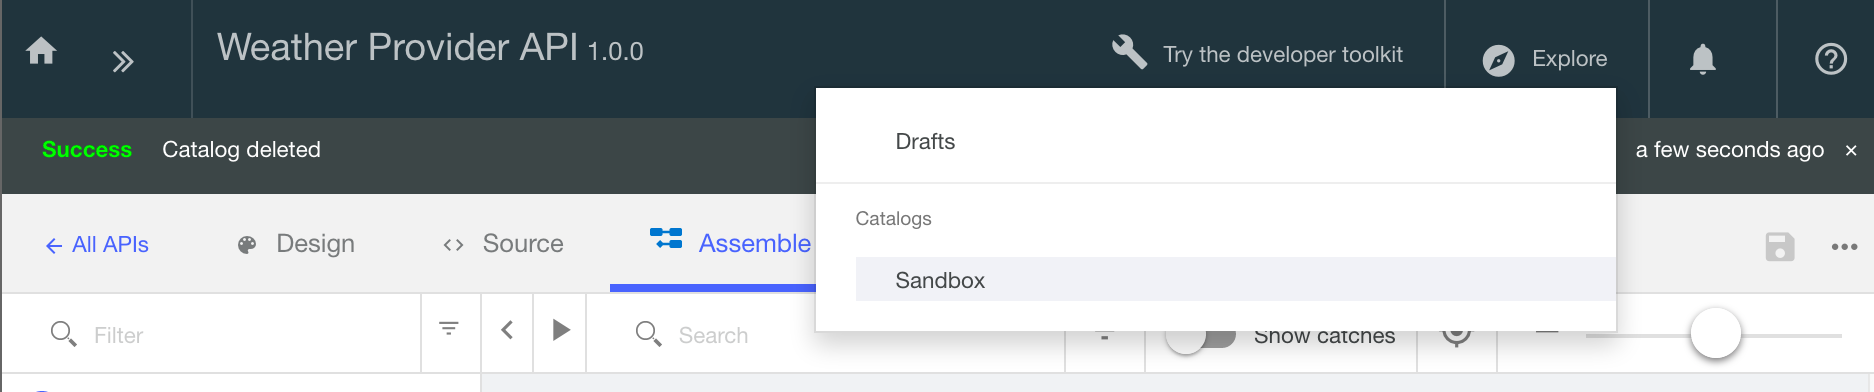 Weather Provider API 1.0.0
Try the developer toolkit
Explore
Success Catalog deleted
a few seconds ago
Drafts
Catalogs
Sandbox
All APIs
Design
Source
Assemble
Filter
Search
Show catches